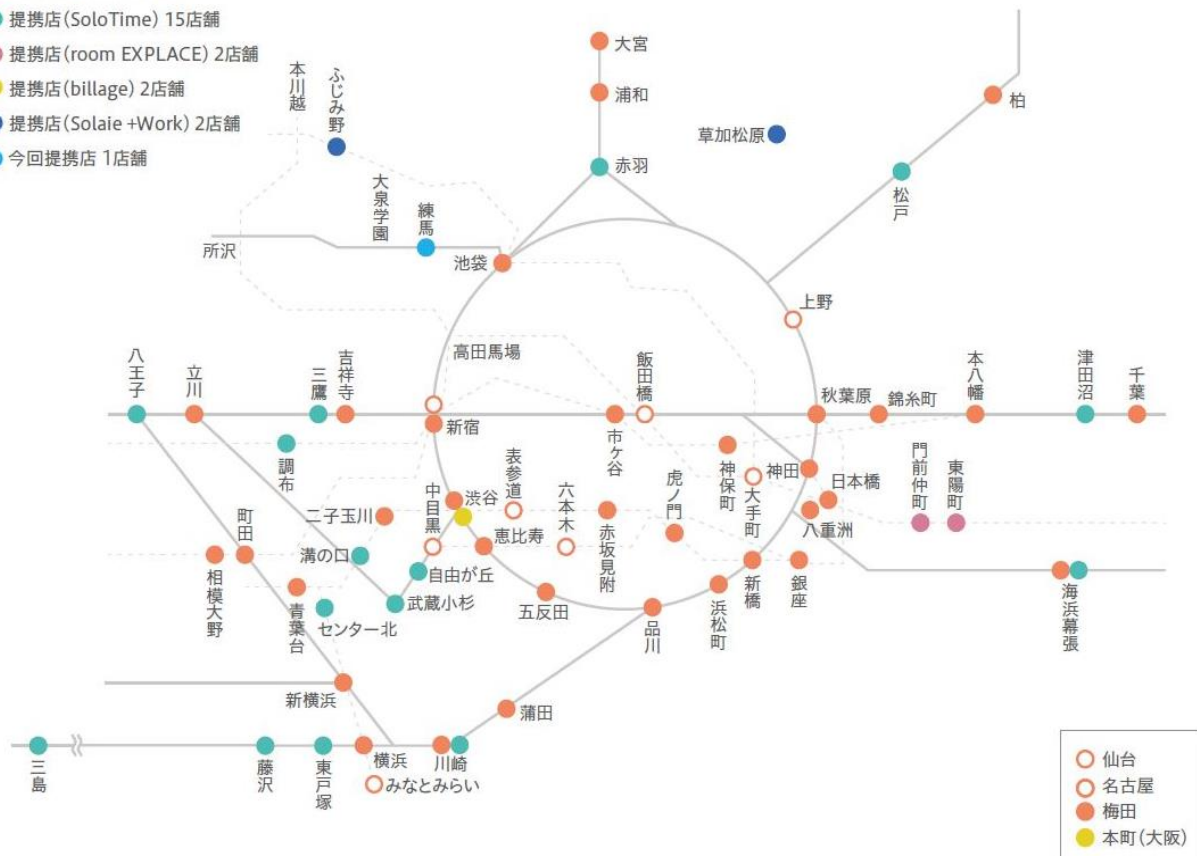 提携店(SoloTime) 15店舗
提携店(room EXPLACE) 2店舗
提携店(billage) 2店舗
提携店(Solaie +Work) 2店舗
今回提携店 1店舗
本川越
ふじみ野
大宮
浦和
赤羽
草加松原
柏
松戸
大泉学園
練馬
所沢
池袋
上野
高田馬場
八王子
立川
三鷹
吉祥寺
飯田橋
本八幡
津田沼
千葉
秋葉原
錦糸町
新宿
市ヶ谷
調布
表参道
神保町
神田
門前仲町
東陽町
中目黒
渋谷
六本木
虎ノ門
大手町
日本橋
二子玉川
町田
恵比寿
赤坂見附
八重洲
溝の口
自由が丘
相模大野
青葉台
武蔵小杉
センター北
五反田
品川
浜松町
新橋
銀座
海浜幕張
新横浜
蒲田
三島
藤沢
東戸塚
横浜
川崎
みなとみらい
仙台
名古屋
梅田
本町(大阪)